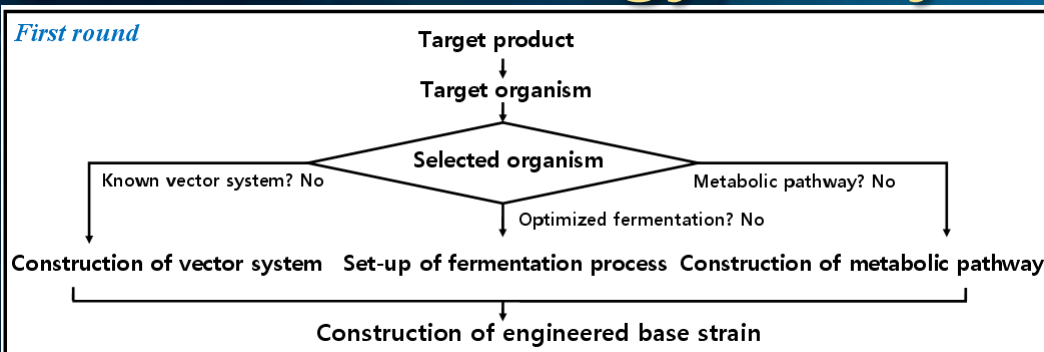 First round
Target product
Target organism
Selected organism
Known vector system? No
Metabolic pathway? No
Optimized fermentation? No
Construction of vector system
Set-up of fermentation process
Construction of metabolic pathway
Construction of engineered base strain